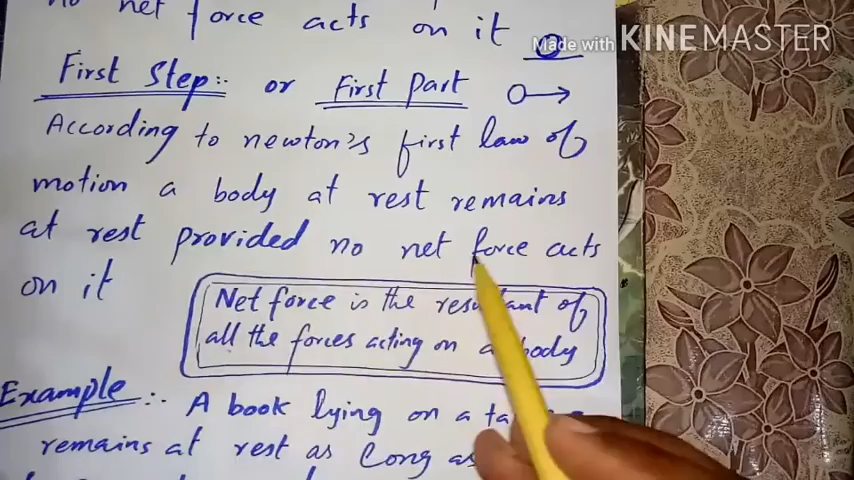 no net force acts on it
Made with KINEMASTER
First Step:- or First Part
According to newton's first law of
motion a body at rest remains
at rest provided no net force acts
on it
Net force is the resultant of
all the forces acting on a body
Example:- A book lying on a
remains at rest as long as